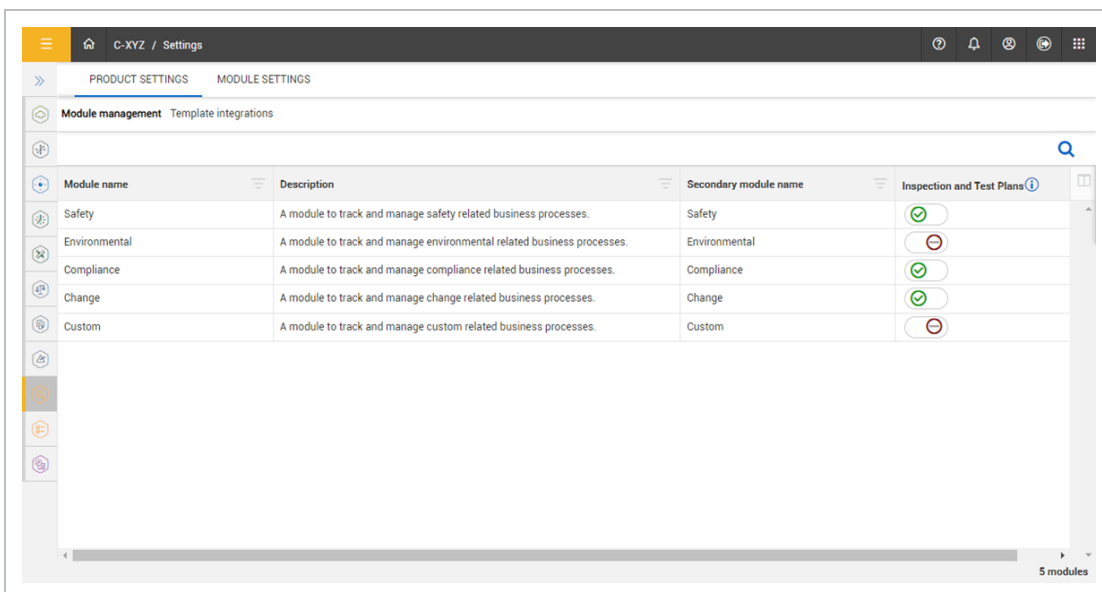 C-XYZ / Settings
PRODUCT SETTINGS MODULE SETTINGS
Module management Template integrations
Module name Description Secondary module name Inspection and Test Plans
Safety A module to track and manage safety related business processes. Safety
Environmental A module to track and manage environmental related business processes. Environmental
Compliance A module to track and manage compliance related business processes. Compliance
Change A module to track and manage change related business processes. Change
Custom A module to track and manage custom related business processes. Custom
5 modules